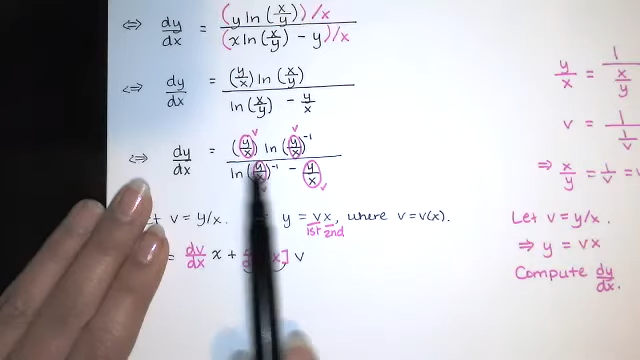 ⇔ dy/dx = (y ln(x/y))/x / (x ln(x/y) - y)/x
⇔ dy/dx = (y/x) ln(x/y) / ln(x/y) - y/x
⇔ dy/dx = (y/x) ln(y/x)⁻¹ / ln(y/x)⁻¹ - y/x
v v v
v = y/x. y = vx, where v = v(x).
1st 2nd
= dv/dx x + x] v
y/x = 1 / x/y
v = 1 / 1/v
⇒ x/y = 1/v =
Let v = y/x.
⇒ y = vx
Compute dy/dx.